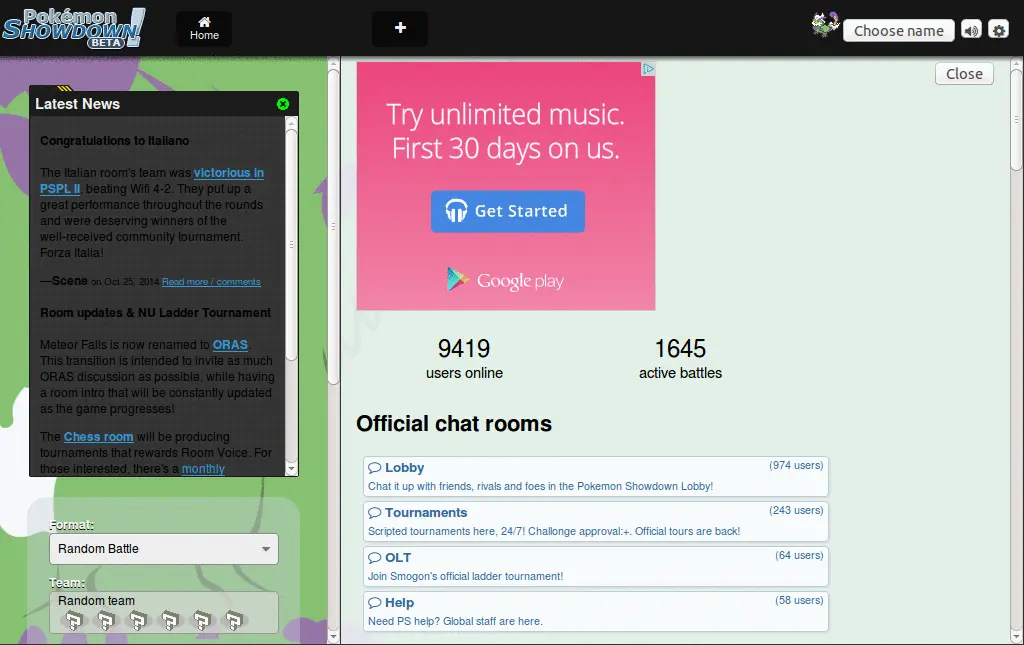 Pokémon
SHOWDOWN!
BETA
Home
+
Choose name
Latest News
Congratulations to Italiano
The Italian room's team was victorious in
PSPL II beating Wifi 4-2. They put up a
great performance throughout the rounds
and were deserving winners of the
well-received community tournament.
Forza Italia!
—Scene on Oct 25, 2014 Read more / comments
Room updates & NU Ladder Tournament
Meteor Falls is now renamed to ORAS
This transition is intended to invite as much
ORAS discussion as possible, while having
a room intro that will be constantly updated
as the game progresses!
The Chess room will be producing
tournaments that rewards Room Voice. For
those interested, there's a monthly
Format:
Random Battle
Team:
Random team
? ? ? ? ? ?
Close
Try unlimited music.
First 30 days on us.
Get Started
Google play
9419
users online
1645
active battles
Official chat rooms
Lobby (974 users)
Chat it up with friends, rivals and foes in the Pokemon Showdown Lobby!
Tournaments (243 users)
Scripted tournaments here, 24/7! Challonge approval:+. Official tours are back!
OLT (64 users)
Join Smogon's official ladder tournament!
Help (58 users)
Need PS help? Global staff are here.